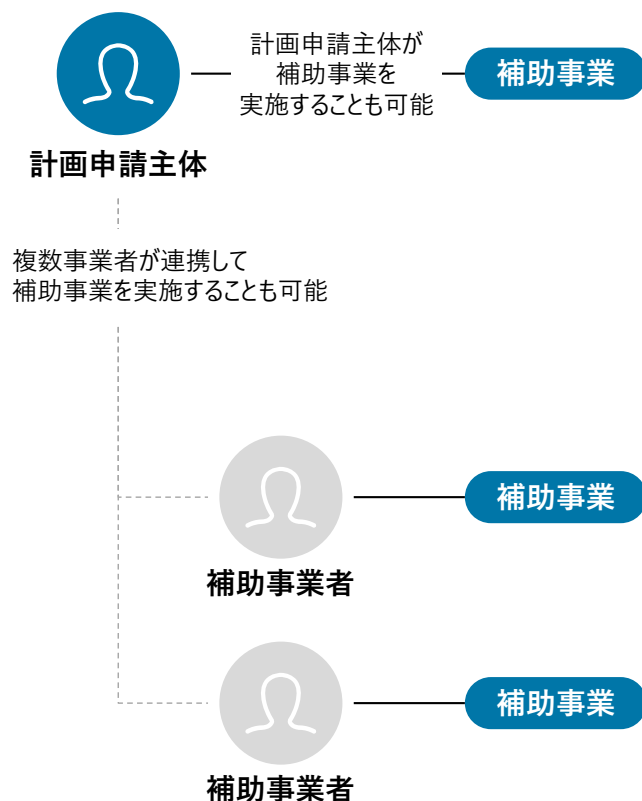 計画申請主体が
補助事業を
実施することも可能
補助事業
計画申請主体
複数事業者が連携して
補助事業を実施することも可能
補助事業
補助事業者
補助事業
補助事業者